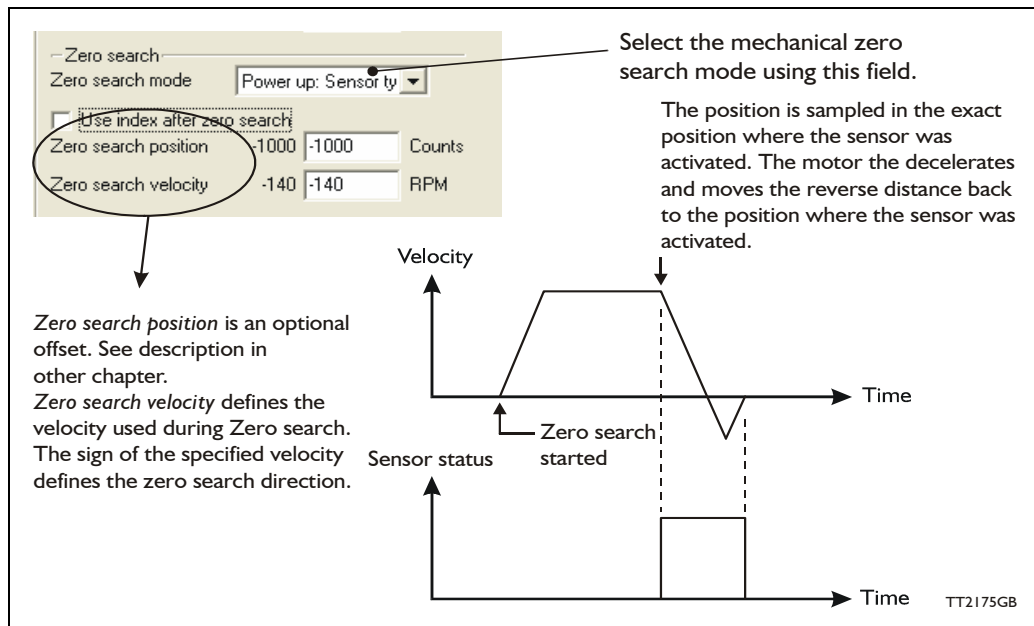 Zero search
Zero search mode
Power up: Sensor ty
Use index after zero search
Zero search position -1000 -1000 Counts
Zero search velocity -140 -140 RPM
Select the mechanical zero
search mode using this field.
The position is sampled in the exact
position where the sensor was
activated. The motor the decelerates
and moves the reverse distance back
to the position where the sensor was
activated.
Zero search position is an optional
offset. See description in
other chapter.
Zero search velocity defines the
velocity used during Zero search.
The sign of the specified velocity
defines the zero search direction.
Velocity
Time
Zero search
started
Sensor status
Time
TT2175GB